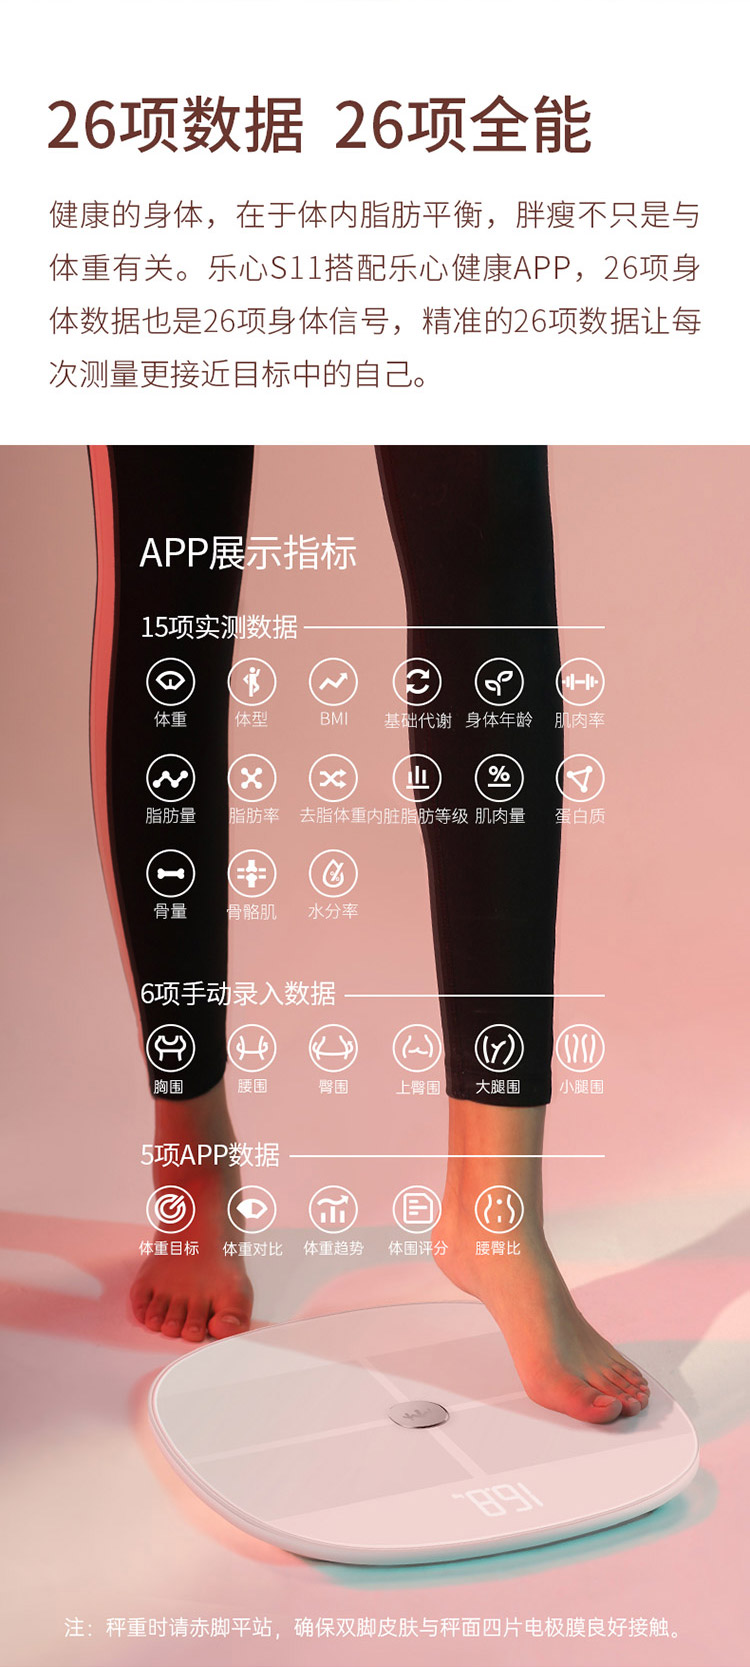 26项数据 26项全能
健康的身体，在于体内脂肪平衡，胖瘦不只是与
体重有关。乐心S11搭配乐心健康APP，26项身
体数据也是26项身体信号，精准的26项数据让每
次测量更接近目标中的自己。
APP展示指标
15项实测数据
体重 体型 BMI 基础代谢 身体年龄 肌肉率
%
脂肪量 脂肪率 去脂体重 内脏脂肪等级 肌肉量 蛋白质
%
骨量 骨骼肌 水分率
6项手动录入数据
胸围 腰围 臀围 上臀围 大腿围 小腿围
5项APP数据
体重目标 体重对比 体重趋势 体围评分 腰臀比
16.8
注：秤重时请赤脚平站，确保双脚皮肤与秤面四片电极膜良好接触。